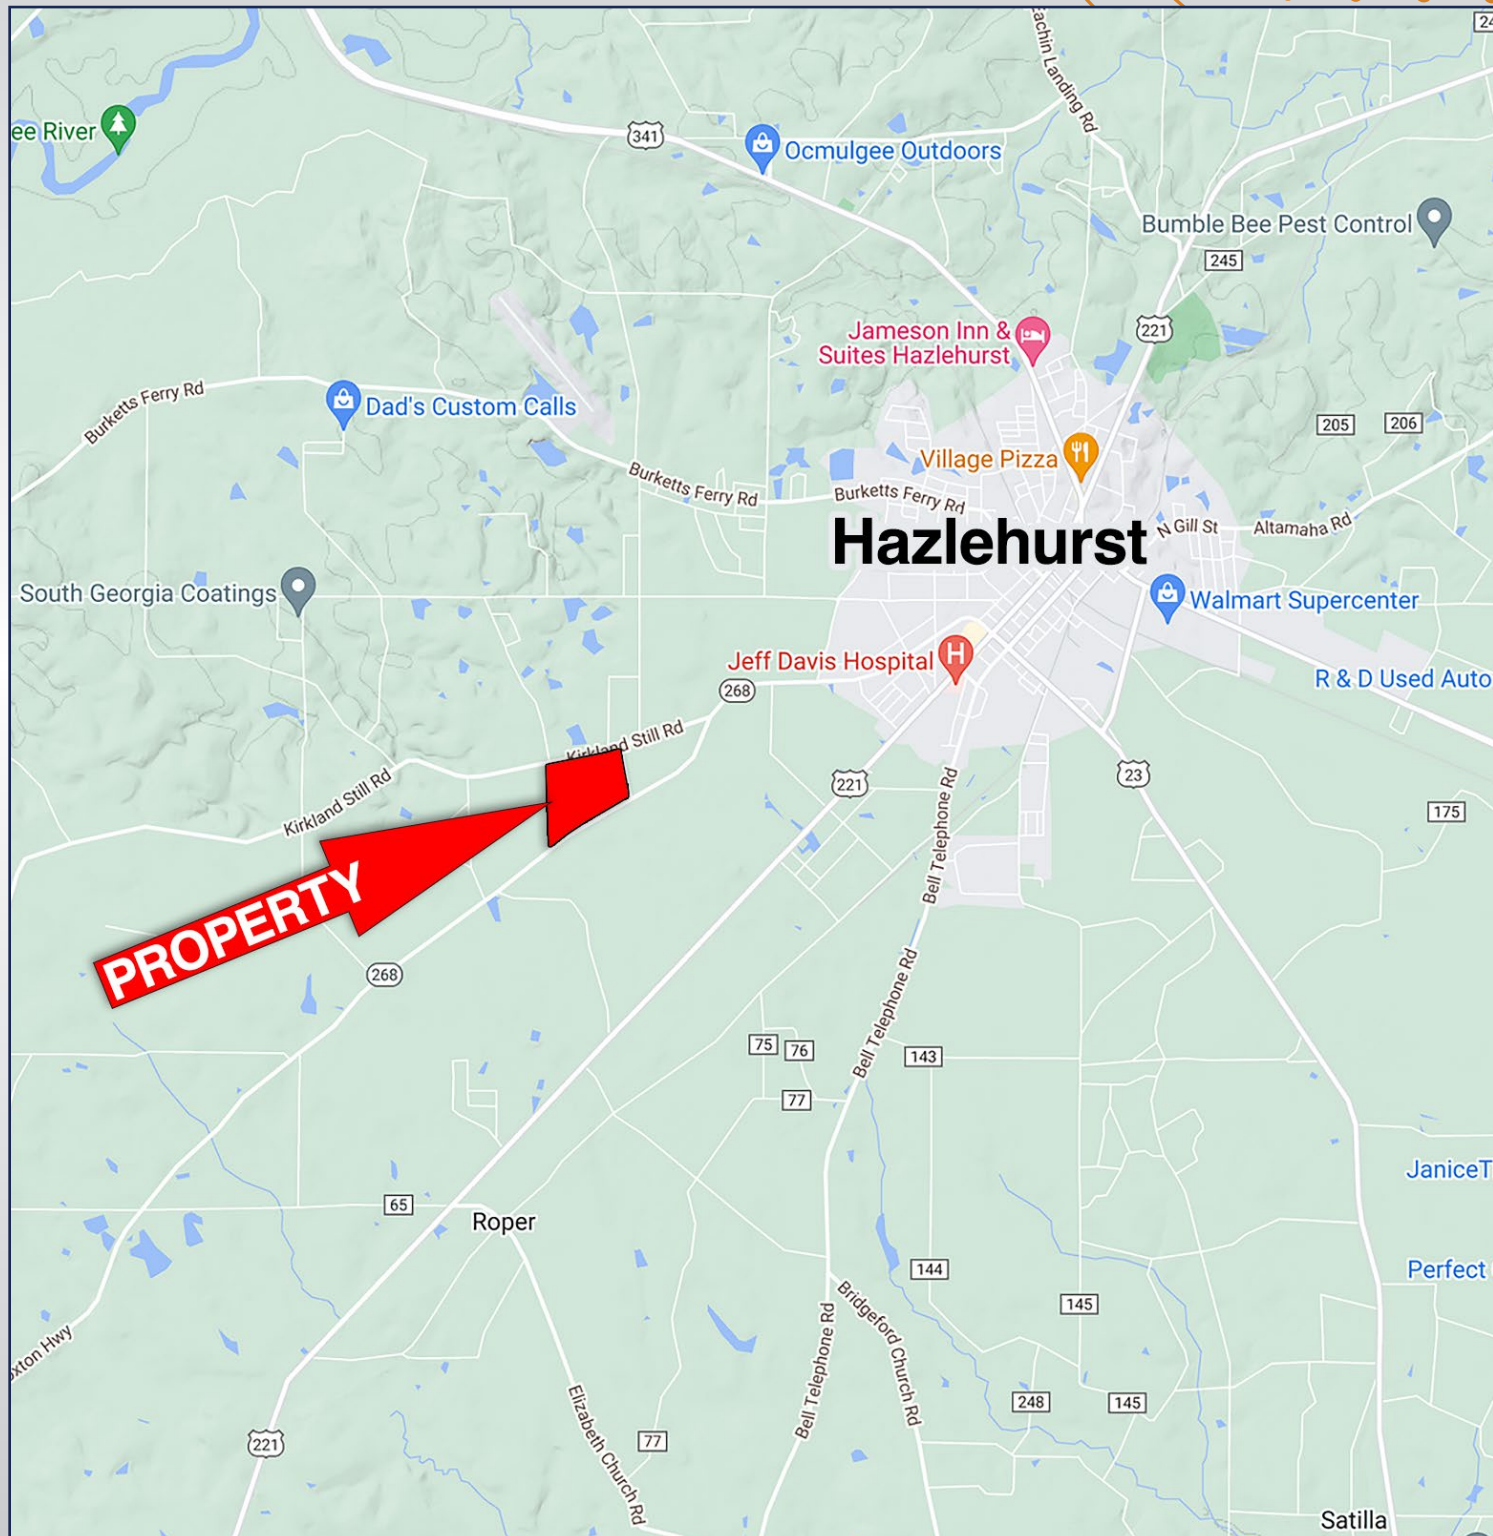 24
Eachin Landing Rd
ee River
341
Ocmulgee Outdoors
Bumble Bee Pest Control
245
221
Jameson Inn &
Suites Hazlehurst
Burketts Ferry Rd
Dad's Custom Calls
205
206
Village Pizza
Burketts Ferry Rd
Burketts Ferry Rd
N Gill St
Altamaha Rd
Hazlehurst
South Georgia Coatings
Walmart Supercenter
Jeff Davis Hospital
H
R & D Used Auto
268
Kirkland Still Rd
Kirkland Still Rd
221
23
175
Bell Telephone Rd
PROPERTY
268
Bell Telephone Rd
75
76
143
77
JaniceT
65
Roper
144
Perfect
145
Bridgeford Church Rd
Bell Telephone Rd
oxton Hwy
Elizabeth Church Rd
248
145
221
77
Satilla